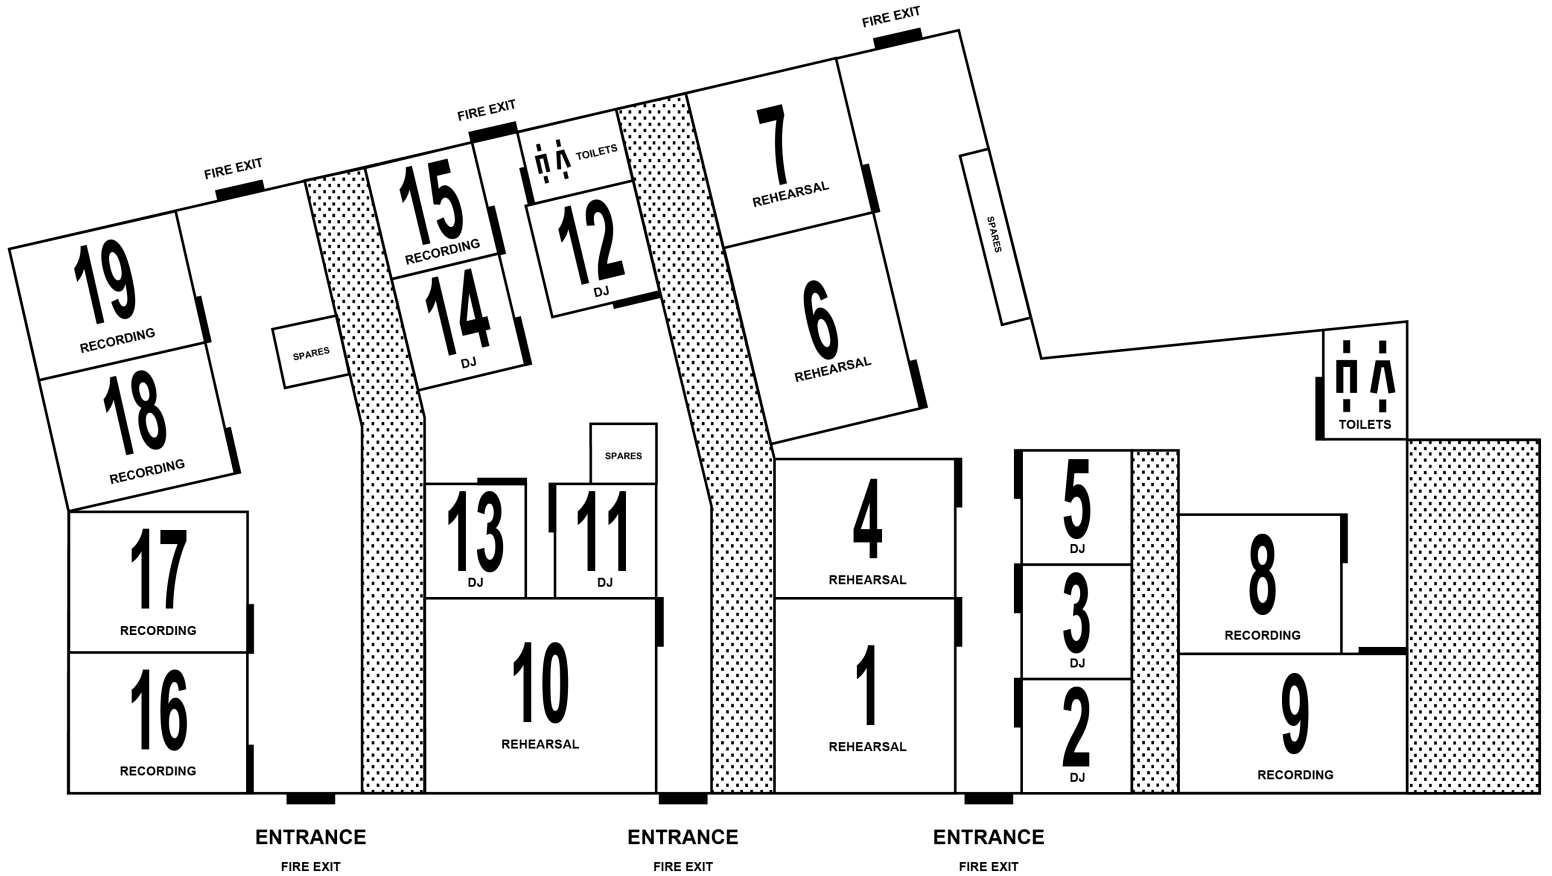 FIRE EXIT
FIRE EXIT
FIRE EXIT
7
REHEARSAL
TOILETS
15
RECORDING
12
DJ
19
RECORDING
SPARES
14
DJ
6
REHEARSAL
SPARES
18
RECORDING
TOILETS
SPARES
13
DJ
11
DJ
4
REHEARSAL
5
DJ
17
RECORDING
8
RECORDING
3
DJ
16
RECORDING
10
REHEARSAL
1
REHEARSAL
2
DJ
9
RECORDING
ENTRANCE
FIRE EXIT
ENTRANCE
FIRE EXIT
ENTRANCE
FIRE EXIT